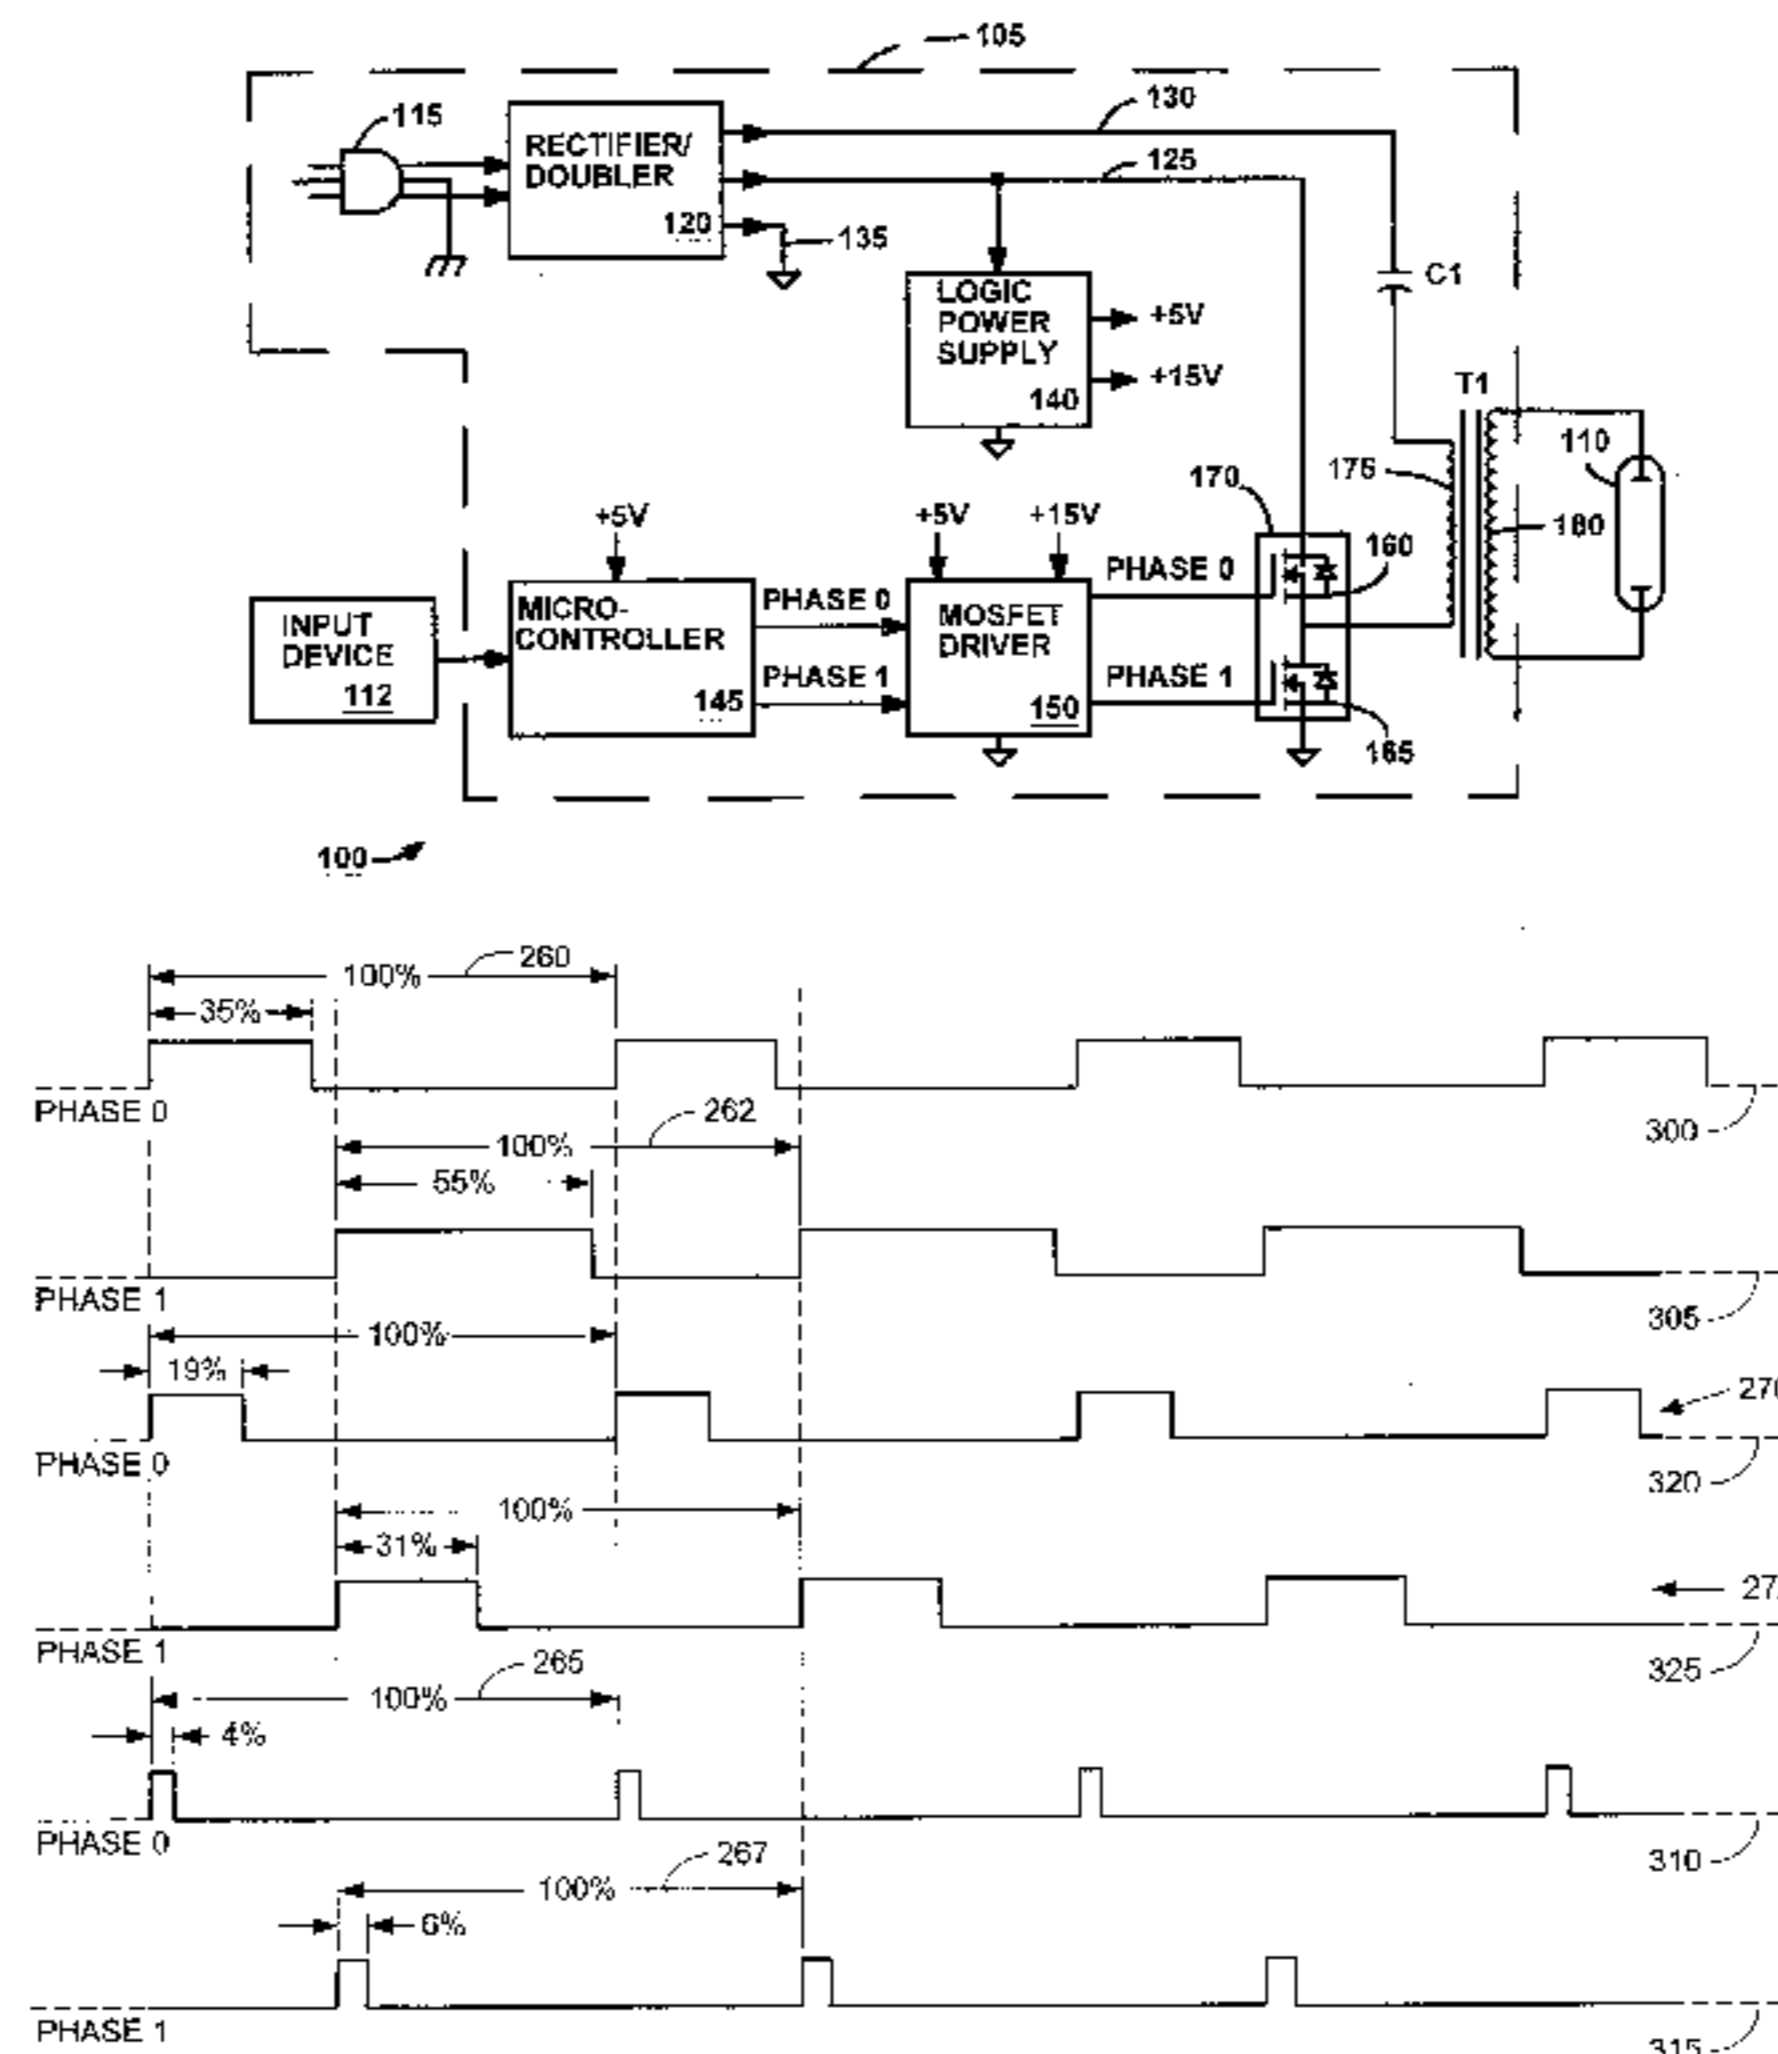 105
115
130
RECTIFIER/
DOUBLER
120
125
135
C1
LOGIC
POWER
SUPPLY
140
+5V
+15V
T1
110
175
180
170
160
+5V
+5V
+15V
PHASE 0
INPUT
DEVICE
112
MICRO-
CONTROLLER
145
PHASE 0
PHASE 1
MOSFET
DRIVER
150
PHASE 1
165
100
100%
260
35%
PHASE 0
300
262
100%
55%
PHASE 1
305
100%
19%
PHASE 0
320
100%
31%
PHASE 1
325
265
100%
4%
PHASE 0
310
267
100%
6%
PHASE 1
315